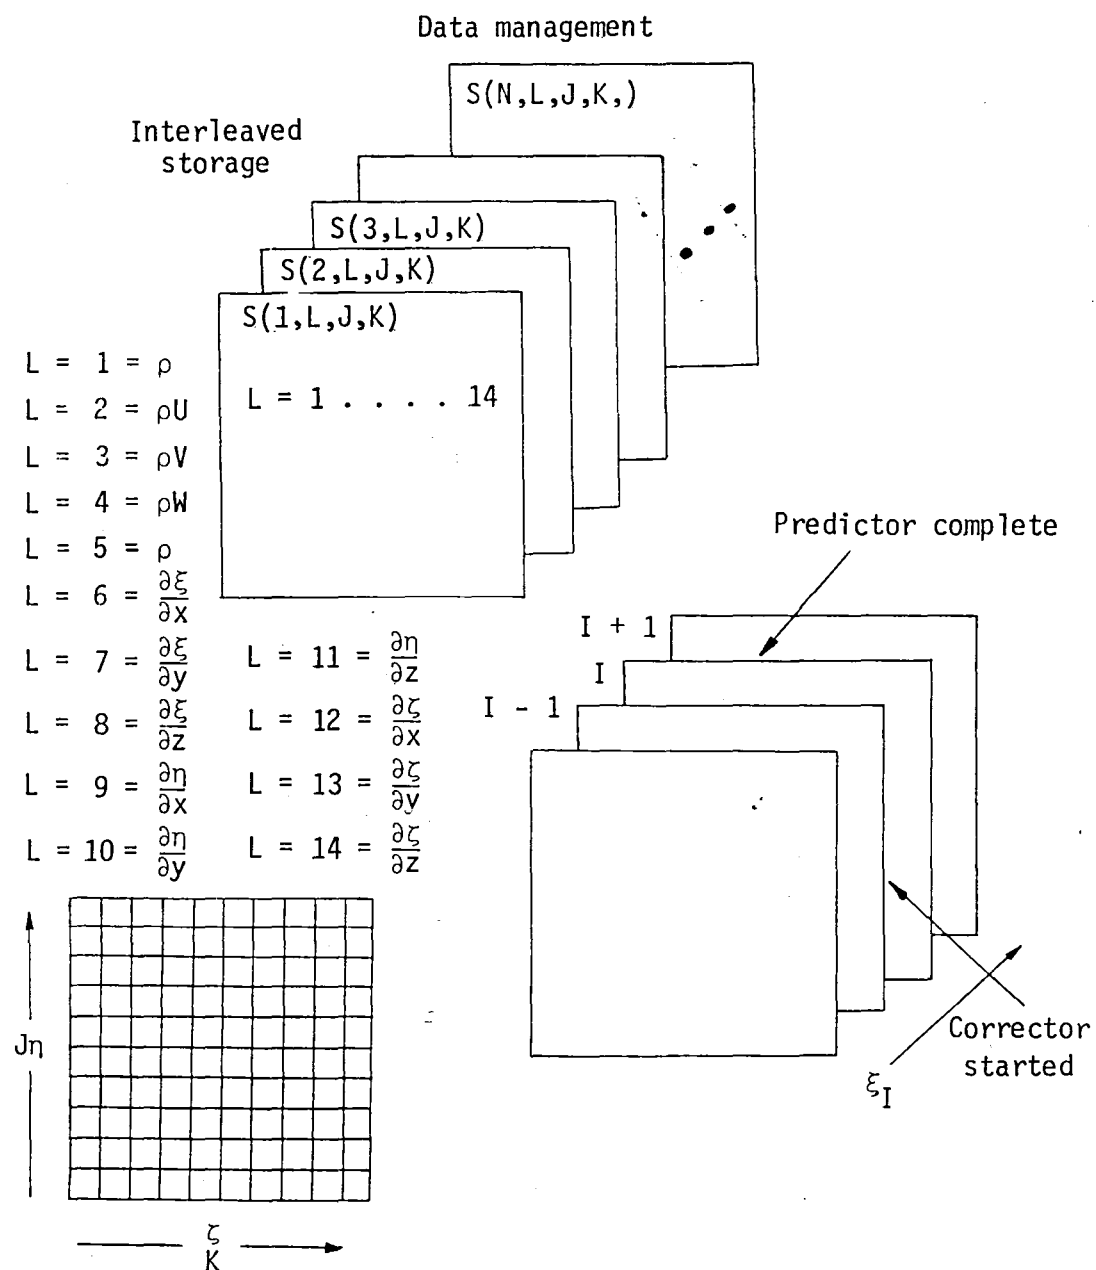 Data management
Interleaved
storage
S(N,L,J,K,)
S(3,L,J,K)
S(2,L,J,K)
S(1,L,J,K)
L = 1 . . . . 14
L = 1 = ρ
L = 2 = ρU
L = 3 = ρV
L = 4 = ρW
L = 5 = ρ
L = 6 = ∂ξ/∂x
L = 7 = ∂ξ/∂y
L = 8 = ∂ξ/∂z
L = 9 = ∂η/∂x
L = 10 = ∂η/∂y
L = 11 = ∂η/∂z
L = 12 = ∂ζ/∂x
L = 13 = ∂ζ/∂y
L = 14 = ∂ζ/∂z
Predictor complete
I + 1
I
I - 1
Corrector
started
ξI
Jη
ζ
K